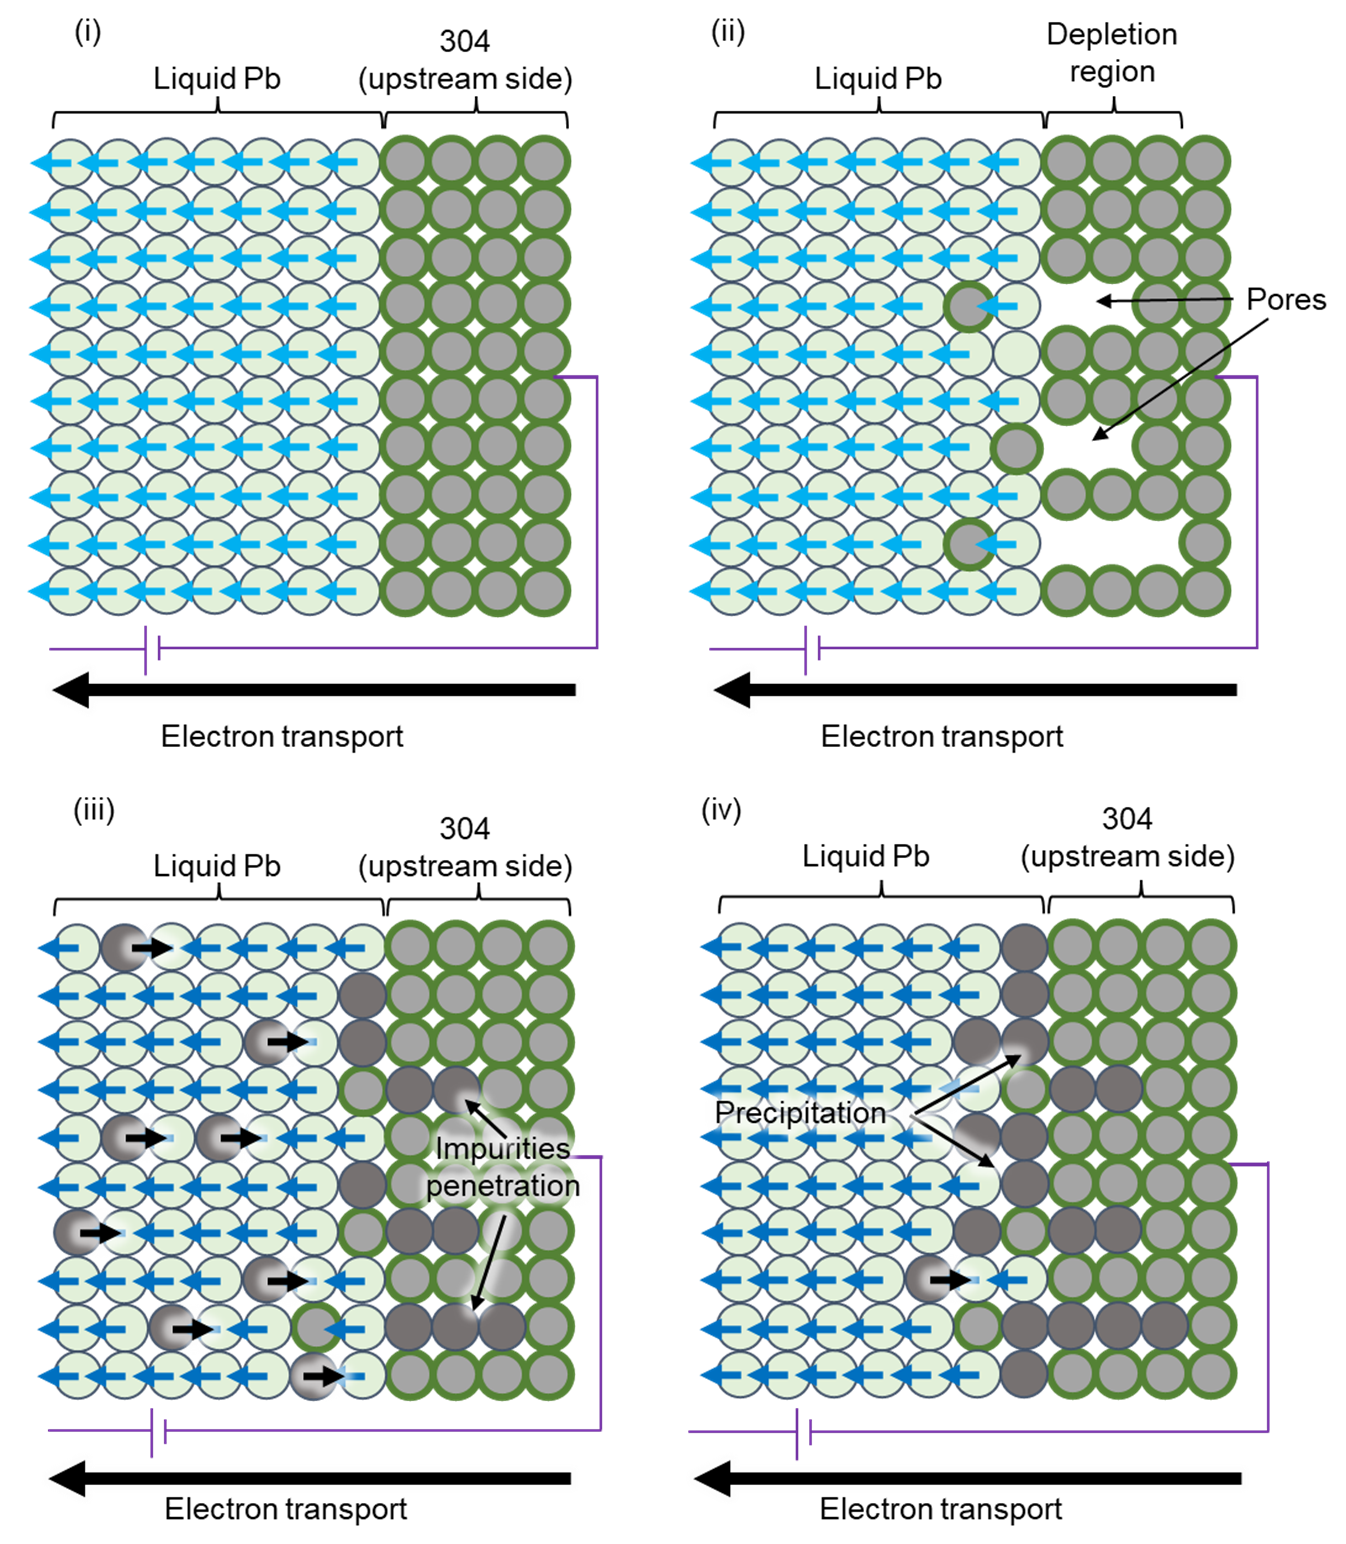 (i)
304
Liquid Pb
(upstream side)
Electron transport
(ii)
Depletion
region
Liquid Pb
Pores
Electron transport
(iii)
304
Liquid Pb
(upstream side)
Impurities
penetration
Electron transport
(iv)
304
Liquid Pb
(upstream side)
Precipitation
Electron transport